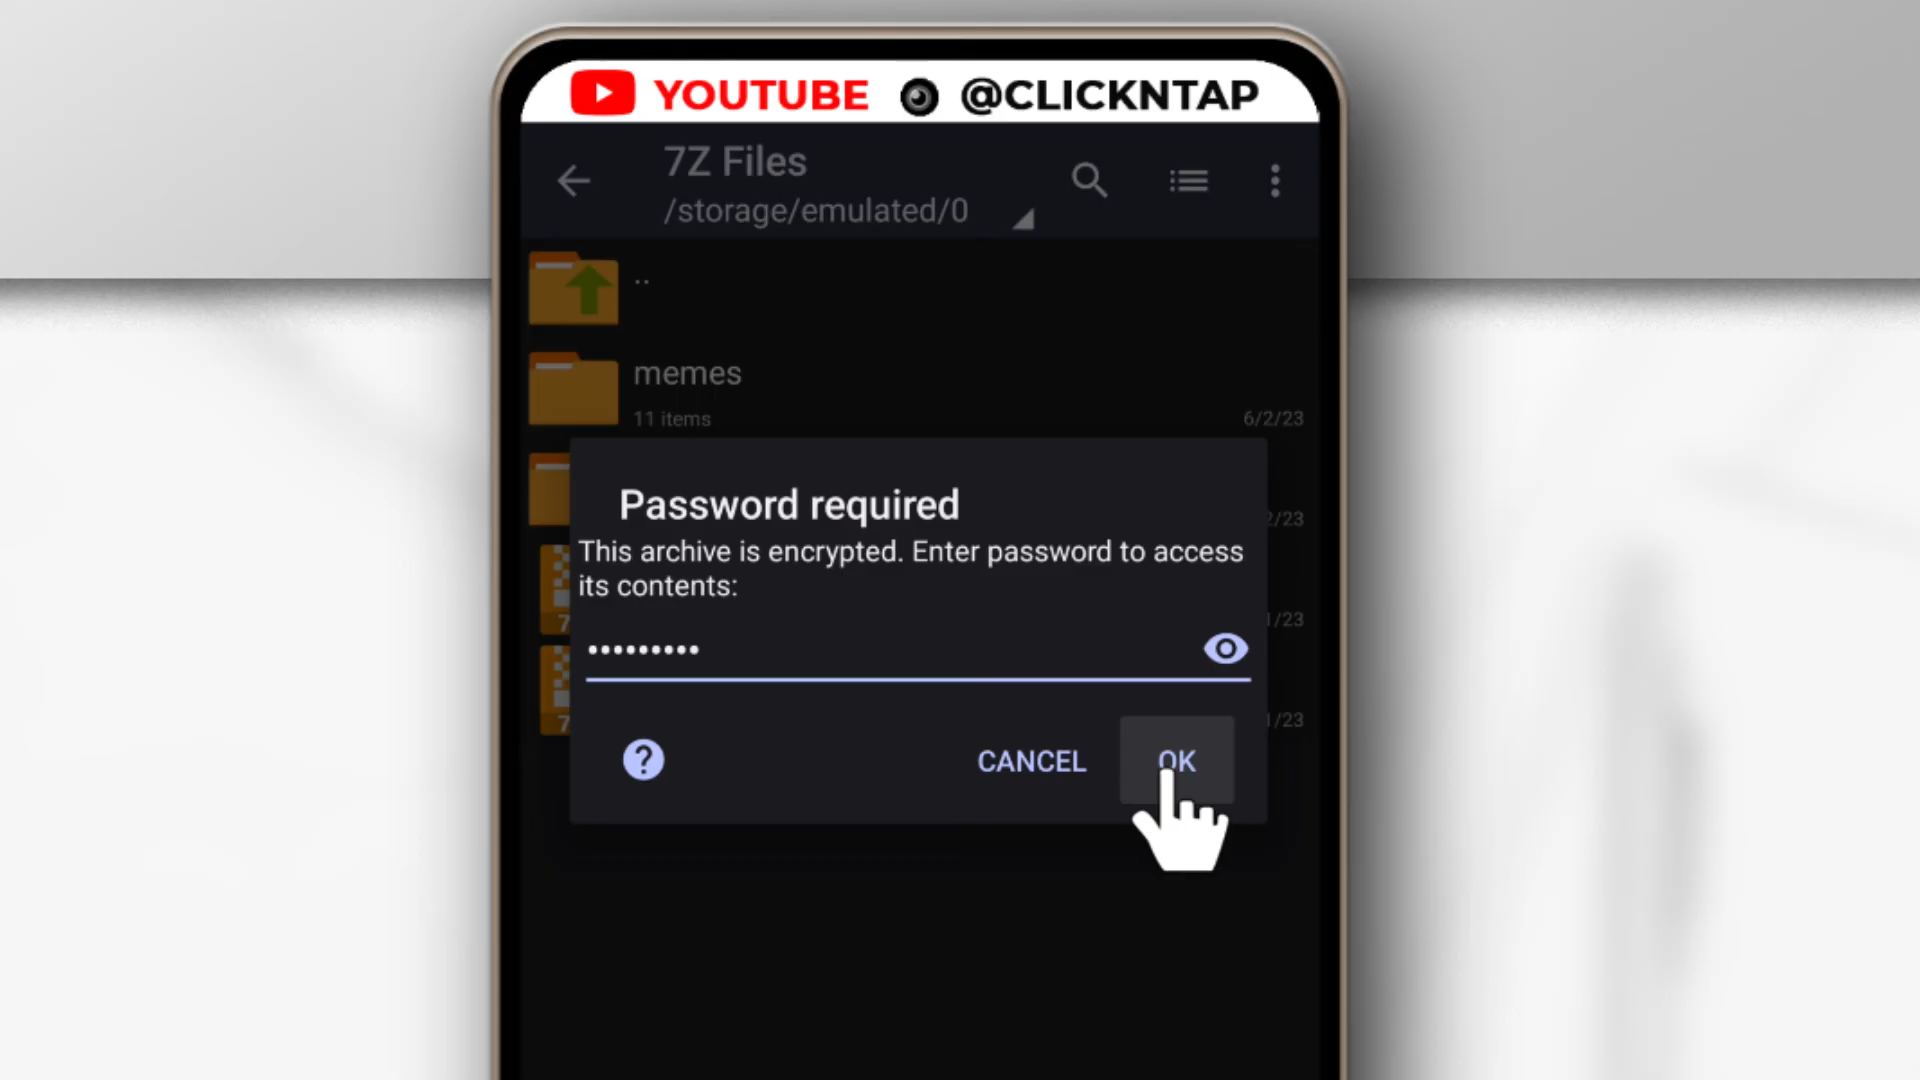 YOUTUBE @CLICKNTAP
7Z Files
/storage/emulated/0
..
memes
11 items 6/2/23
Password required
This archive is encrypted. Enter password to access
its contents:
•••••••••
? CANCEL OK